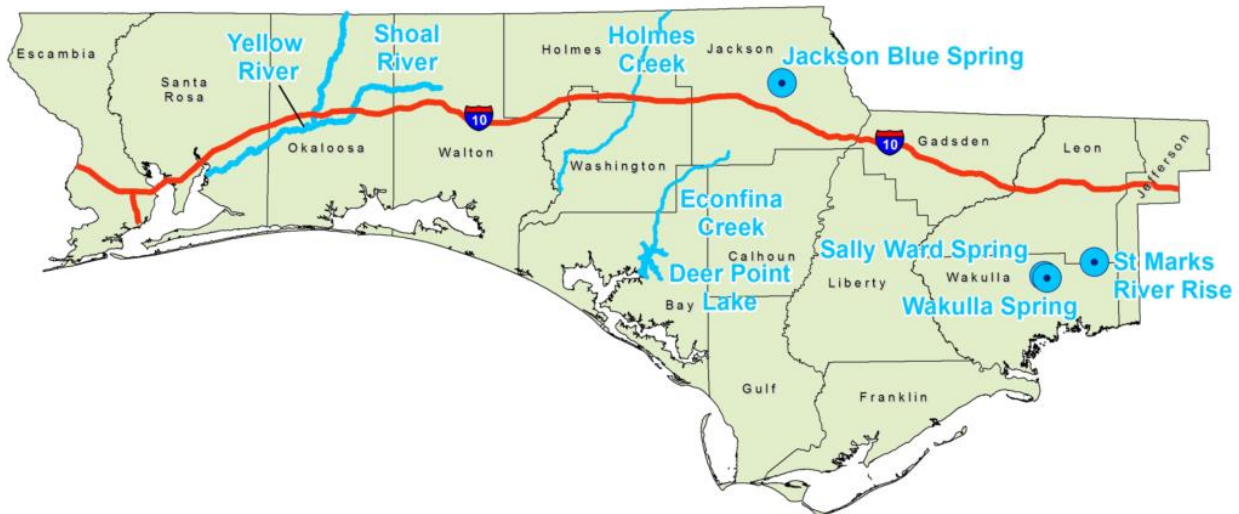 Escambia
Santa
Rosa
Yellow
River
Shoal
River
Okaloosa
Walton
10
Holmes
Holmes
Creek
Jackson
Jackson Blue Spring
Washington
10
Gadsden
Leon
Jefferson
Econfina
Creek
Deer Point
Lake
Bay
Calhoun
Liberty
Sally Ward Spring
Wakulla
Wakulla Spring
St Marks
River Rise
Gulf
Franklin